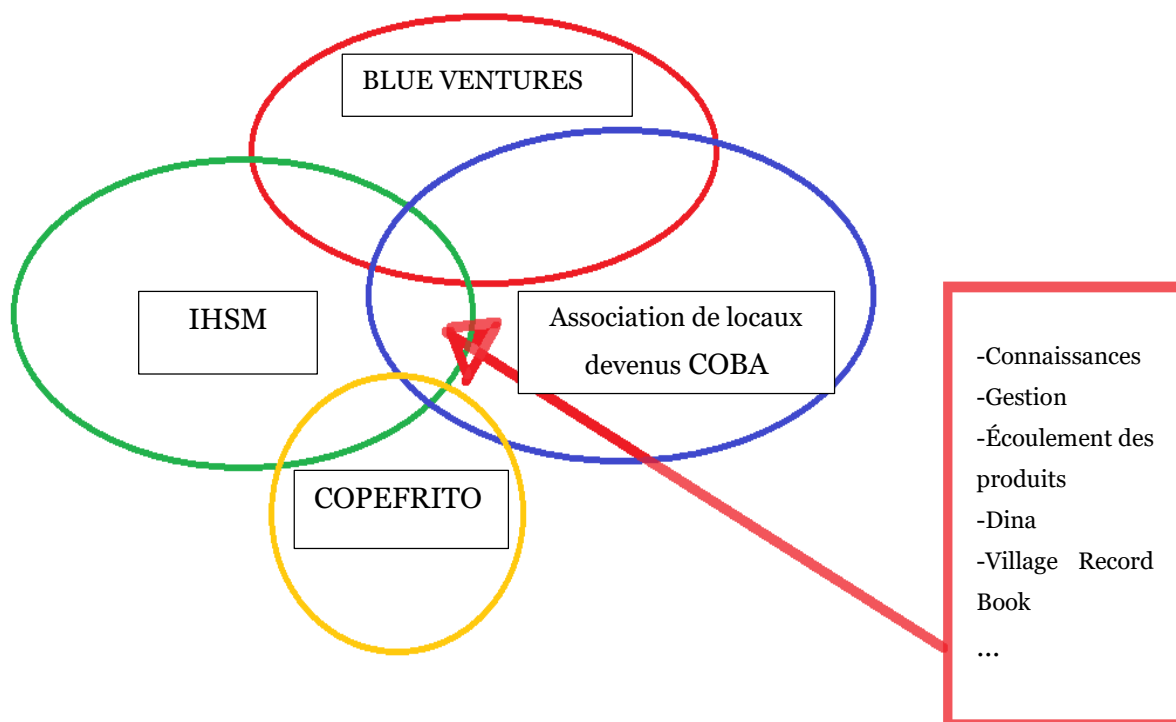 BLUE VENTURES
IHSM
Association de locaux
devenus COBA
COPEFRITO
-Connaissances
-Gestion
-Écoulement des
produits
-Dina
-Village Record
Book
...